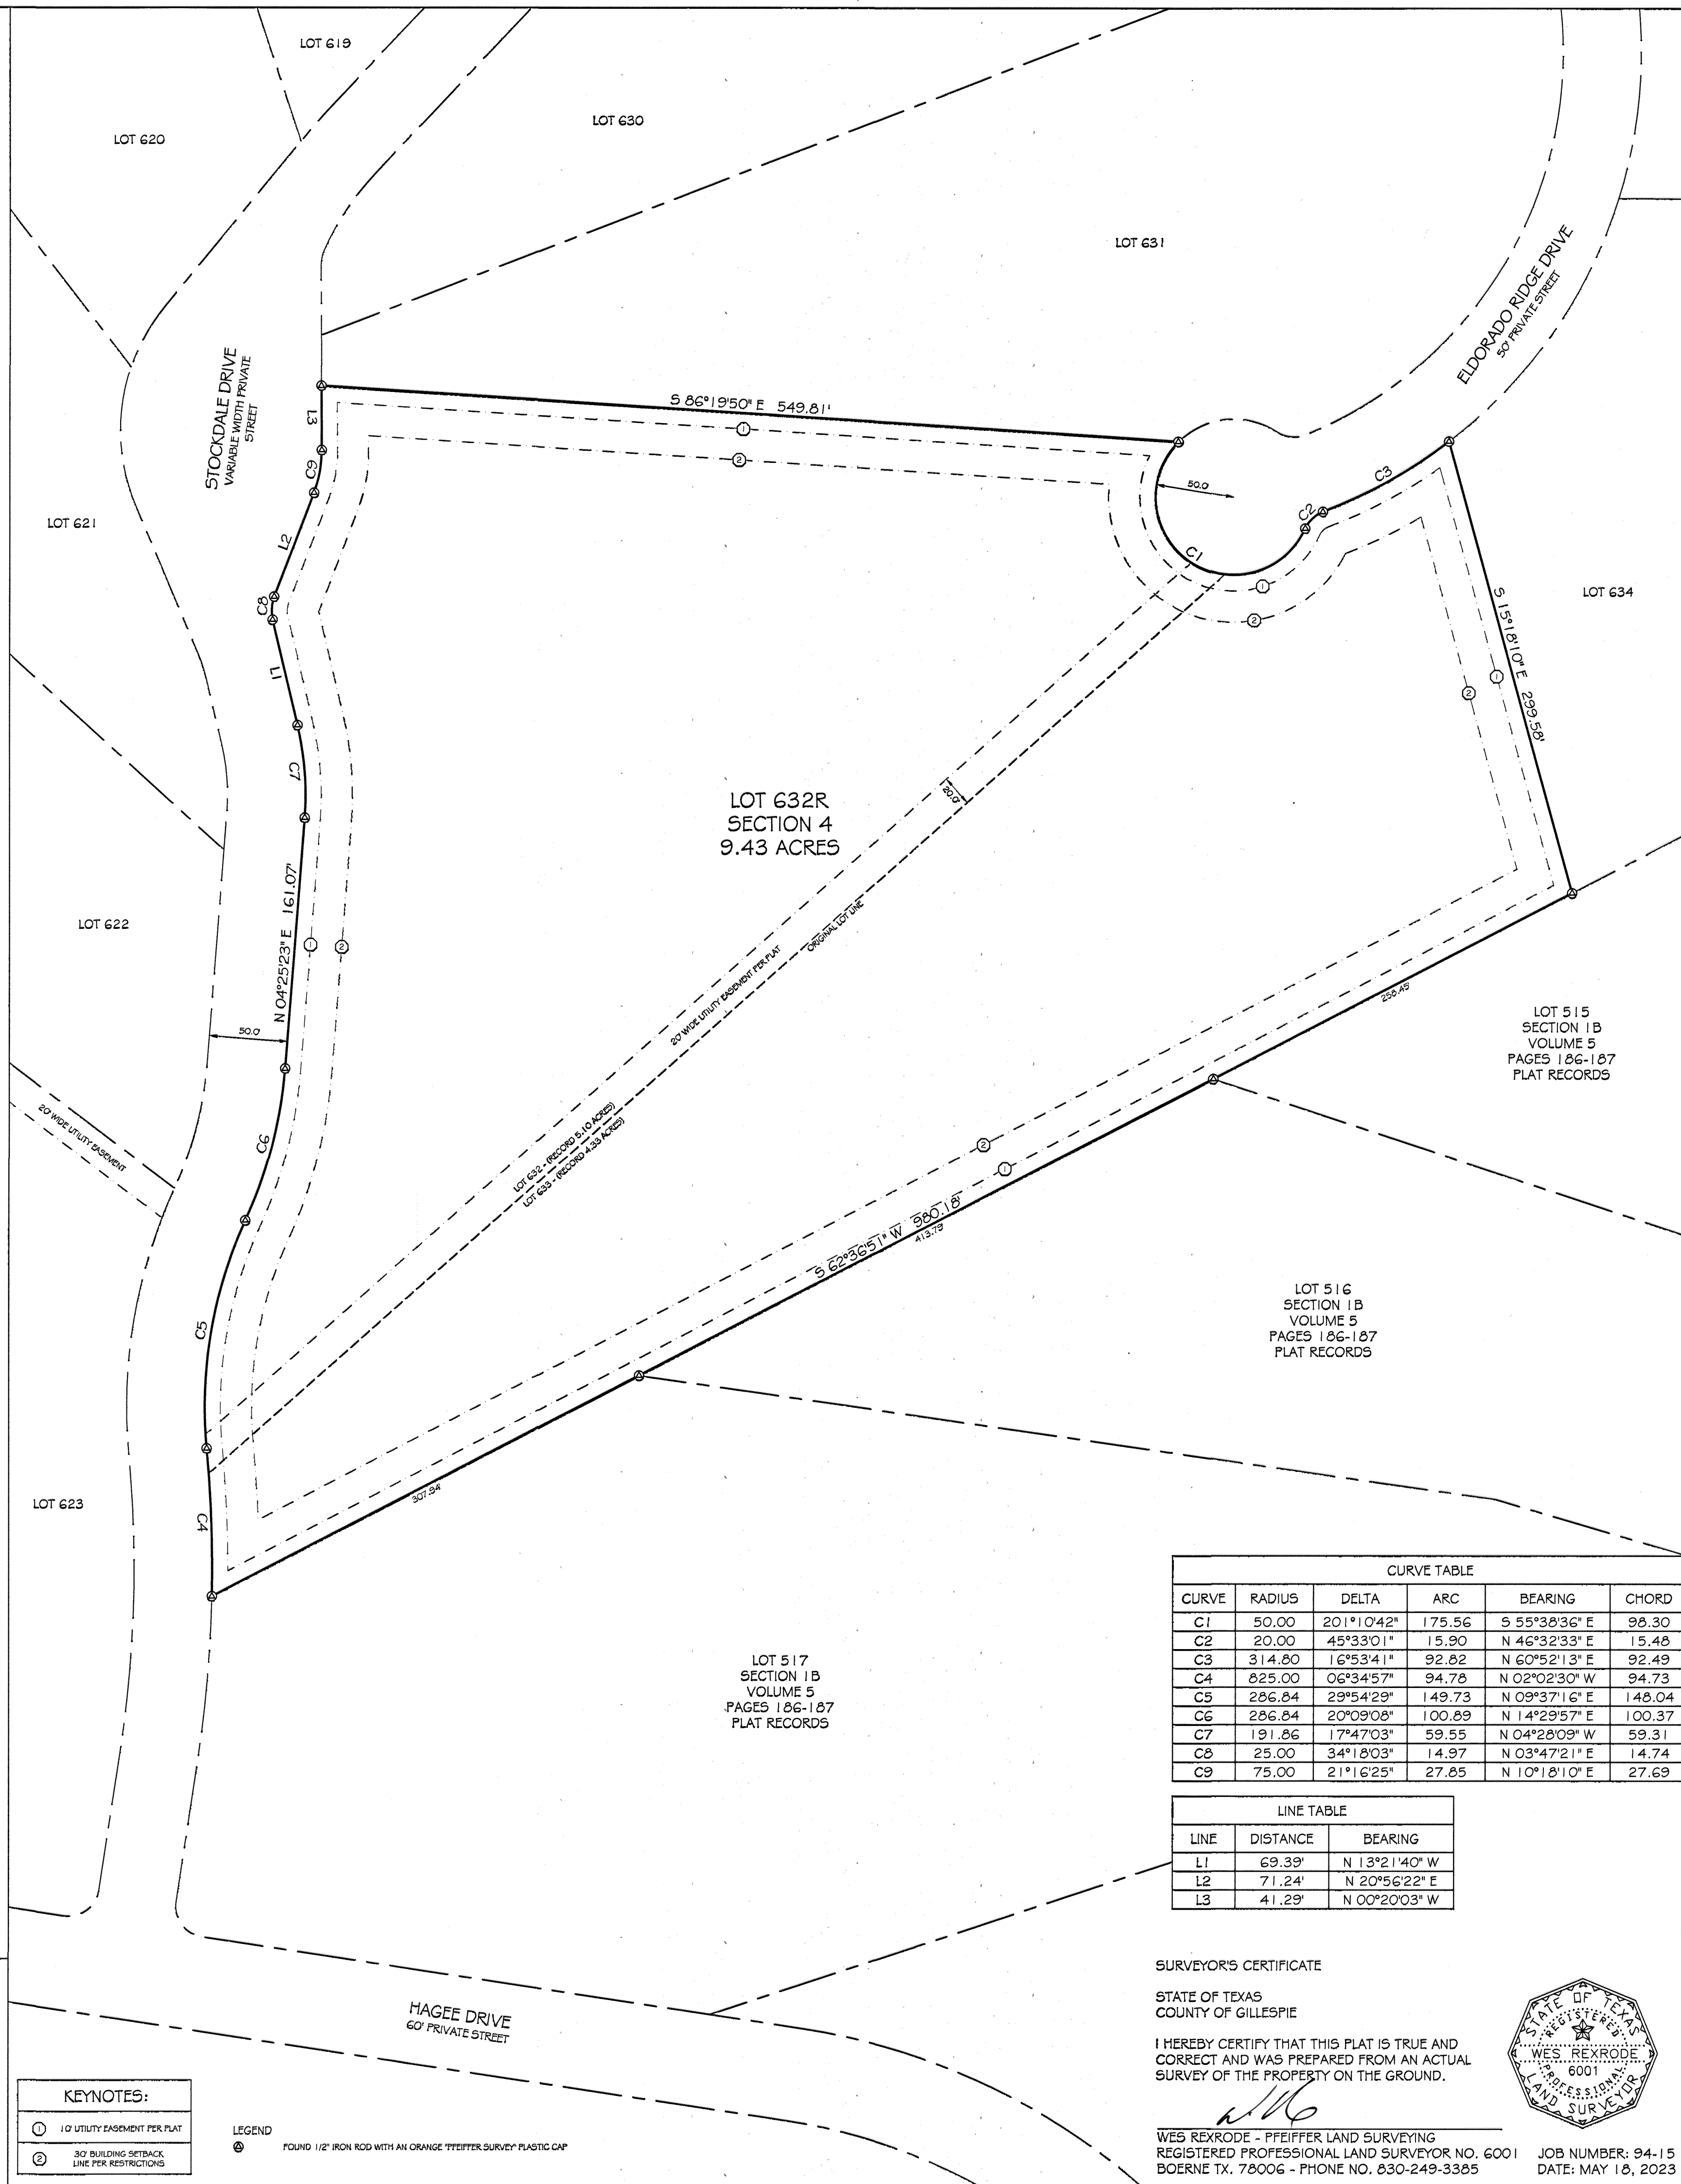 LOT 619
LOT 620
LOT 630
LOT 631
ELDORADO RIDGE DRIVE
50' PRIVATE STREET
STOCKDALE DRIVE
VARIABLE WIDTH PRIVATE
STREET
L3
S 86°19'50" E 549.81'
1
2
C9
50.0'
C3
C2
LOT 621
L2
C1
1
2
C8
LOT 634
S 15°18'10" E 299.58'
L1
1
2
C7
20.0'
LOT 632R
SECTION 4
9.43 ACRES
LOT 622
N 04°25'23" E 161.07'
1
2
ORIGINAL LOT LINE
20' WIDE UTILITY EASEMENT PER PLAT
258.45'
50.0'
LOT 515
SECTION 1B
VOLUME 5
PAGES 186-187
PLAT RECORDS
20' WIDE UTILITY EASEMENT
C6
LOT 632 - (RECORD 5.10 ACRES)
LOT 633 - (RECORD 4.33 ACRES)
2
1
S 62°36'51" W 980.18'
413.79'
C5
LOT 516
SECTION 1B
VOLUME 5
PAGES 186-187
PLAT RECORDS
307.94'
LOT 623
C4
LOT 517
SECTION 1B
VOLUME 5
PAGES 186-187
PLAT RECORDS
CURVE TABLE
CURVE RADIUS DELTA ARC BEARING CHORD
C1 50.00 201°10'42" 175.56 S 55°38'36" E 98.30
C2 20.00 45°33'01" 15.90 N 46°32'33" E 15.48
C3 314.80 16°53'41" 92.82 N 60°52'13" E 92.49
C4 825.00 06°34'57" 94.78 N 02°02'30" W 94.73
C5 286.84 29°54'29" 149.73 N 09°37'16" E 148.04
C6 286.84 20°09'08" 100.89 N 14°29'57" E 100.37
C7 191.86 17°47'03" 59.55 N 04°28'09" W 59.31
C8 25.00 34°18'03" 14.97 N 03°47'21" E 14.74
C9 75.00 21°16'25" 27.85 N 10°18'10" E 27.69
LINE TABLE
LINE DISTANCE BEARING
L1 69.39' N 13°21'40" W
L2 71.24' N 20°56'22" E
L3 41.29' N 00°20'03" W
HAGEE DRIVE
60' PRIVATE STREET
SURVEYOR'S CERTIFICATE
STATE OF TEXAS
COUNTY OF GILLESPIE
I HEREBY CERTIFY THAT THIS PLAT IS TRUE AND
CORRECT AND WAS PREPARED FROM AN ACTUAL
SURVEY OF THE PROPERTY ON THE GROUND.
WES REXRODE - PFEIFFER LAND SURVEYING
REGISTERED PROFESSIONAL LAND SURVEYOR NO. 6001
BOERNE TX. 78006 - PHONE NO. 830-249-3385
STATE OF TEXAS
REGISTERED
WES REXRODE
6001
PROFESSIONAL
LAND SURVEYOR
JOB NUMBER: 94-15
DATE: MAY 18, 2023
KEYNOTES:
1 10' UTILITY EASEMENT PER PLAT
2 30' BUILDING SETBACK
LINE PER RESTRICTIONS
LEGEND
FOUND 1/2" IRON ROD WITH AN ORANGE "PFEIFFER SURVEY" PLASTIC CAP